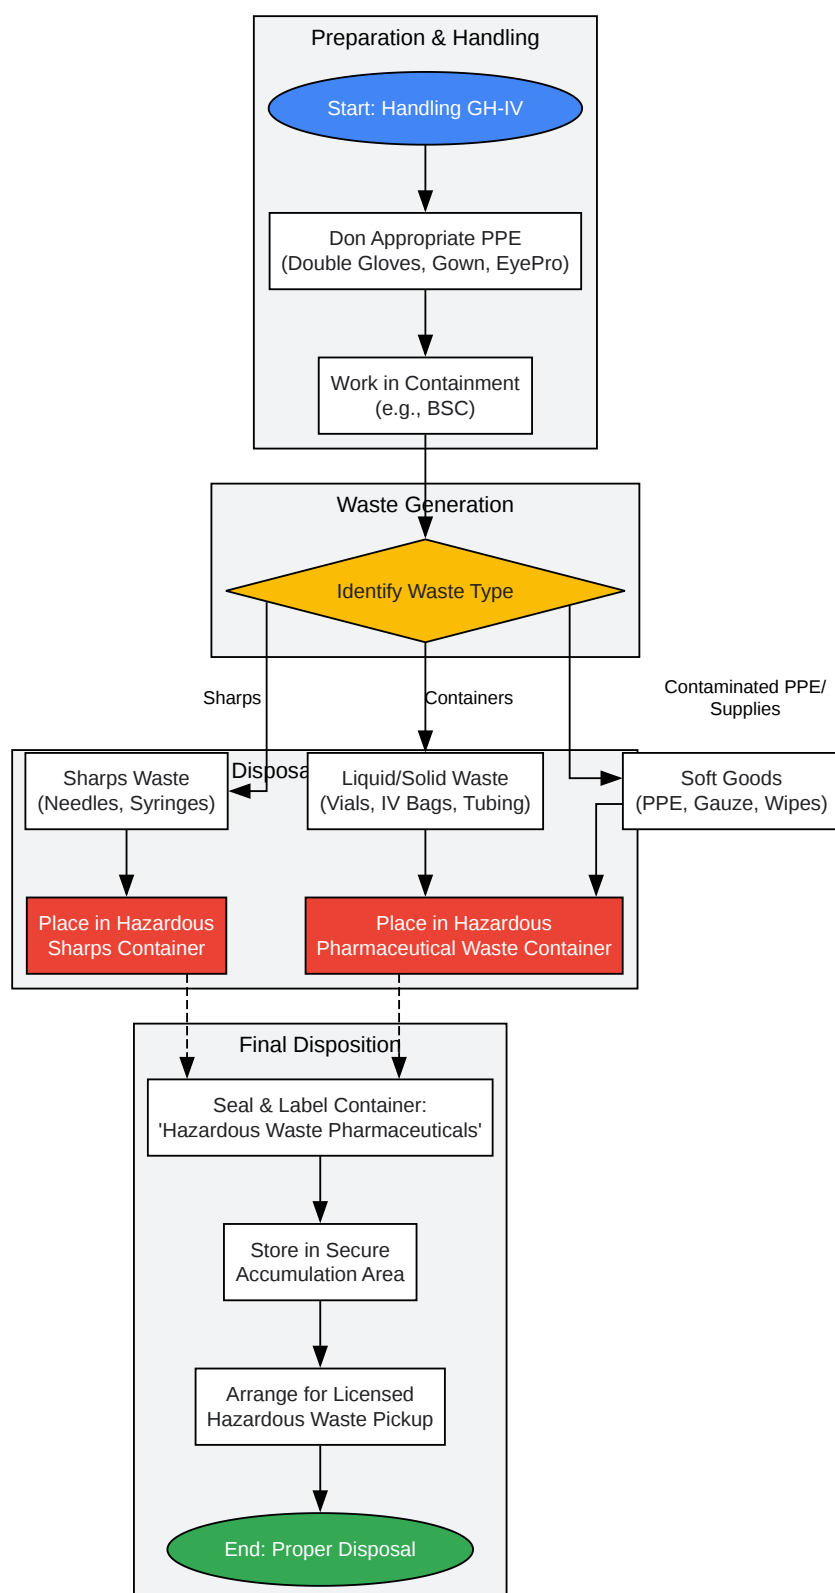 Preparation & Handling
Start: Handling GH-IV
Don Appropriate PPE
(Double Gloves, Gown, EyePro)
Work in Containment
(e.g., BSC)
Waste Generation
Identify Waste Type
Sharps
Containers
Contaminated PPE/
Supplies
Sharps Waste
(Needles, Syringes)
Liquid/Solid Waste
(Vials, IV Bags, Tubing)
Soft Goods
(PPE, Gauze, Wipes)
Place in Hazardous
Sharps Container
Place in Hazardous
Pharmaceutical Waste Container
Final Disposition
Seal & Label Container:
'Hazardous Waste Pharmaceuticals'
Store in Secure
Accumulation Area
Arrange for Licensed
Hazardous Waste Pickup
End: Proper Disposal